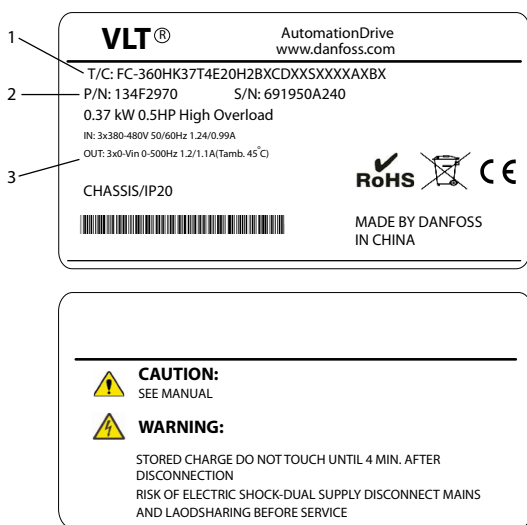 VLT®
AutomationDrive
www.danfoss.com
1
T/C: FC-360HK37T4E20H2BXCDXXSXXXXAXBX
2
P/N: 134F2970 S/N: 691950A240
0.37 kW 0.5HP High Overload
IN: 3x380-480V 50/60Hz 1.24/0.99A
3
OUT: 3x0-Vin 0-500Hz 1.2/1.1A(Tamb. 45°C)
RoHS CE
CHASSIS/IP20
MADE BY DANFOSS
IN CHINA
CAUTION:
SEE MANUAL
WARNING:
STORED CHARGE DO NOT TOUCH UNTIL 4 MIN. AFTER
DISCONNECTION
RISK OF ELECTRIC SHOCK-DUAL SUPPLY DISCONNECT MAINS
AND LAODSHARING BEFORE SERVICE